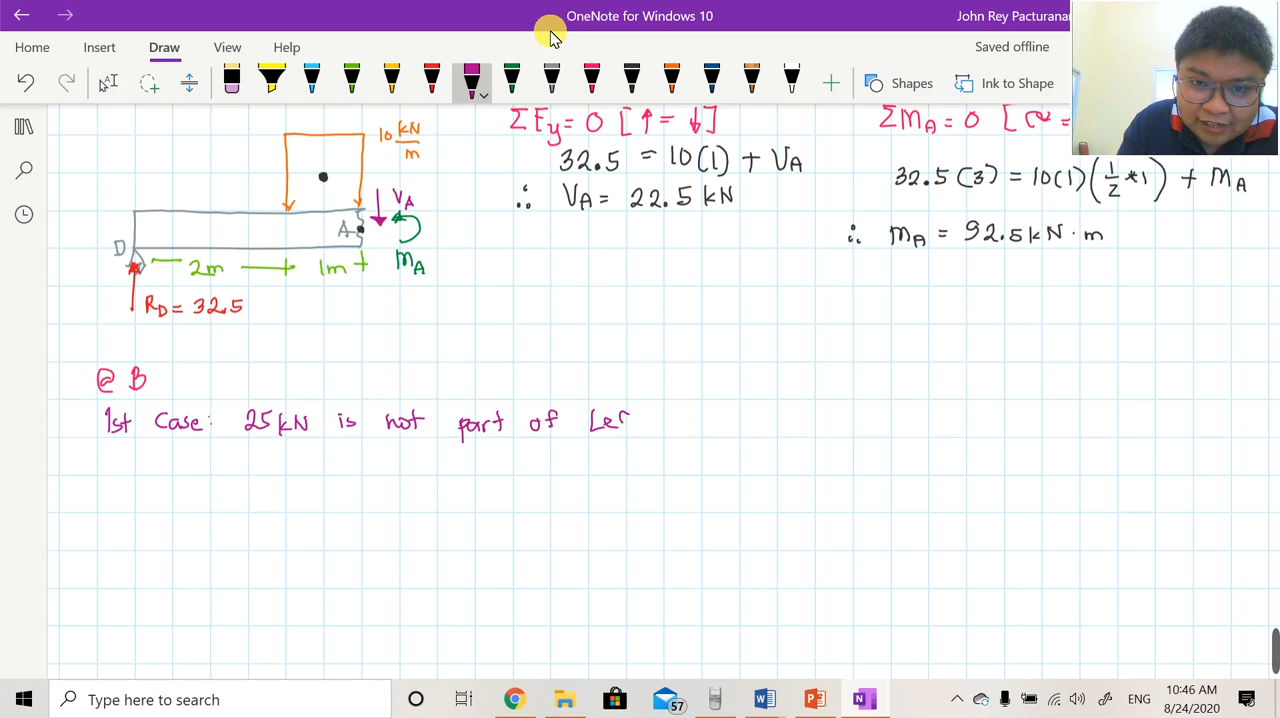 OneNote for Windows 10
John Rey Pacturanan
Home Insert Draw View Help
Saved offline
Shapes Ink to Shape
10 kN/m
VA
A
D
2m 1m
MA
RD = 32.5
ΣFy = 0 [↑ = ↓]
32.5 = 10(1) + VA
∴ VA = 22.5 kN
ΣMA = 0 [
32.5 (3) = 10(1)(1/2 *1) + MA
∴ MA = 92.5 kN·m
@ B
1st Case: 25kN is not part of Lef
Type here to search
57
ENG
10:46 AM
8/24/2020